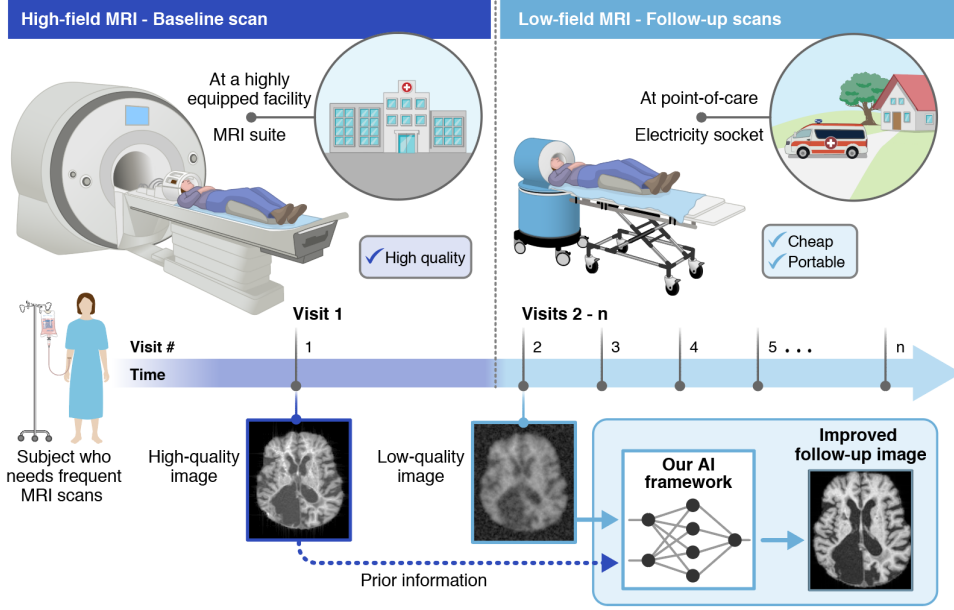 High-field MRI - Baseline scan
Low-field MRI - Follow-up scans
At a highly
equipped facility
MRI suite
At point-of-care
Electricity socket
High quality
Cheap
Portable
Visit 1
Visits 2 - n
Visit #
1
2
3
4
5 . . .
n
Time
Subject who
needs frequent
MRI scans
High-quality
image
Low-quality
image
Our AI
framework
Improved
follow-up image
Prior information